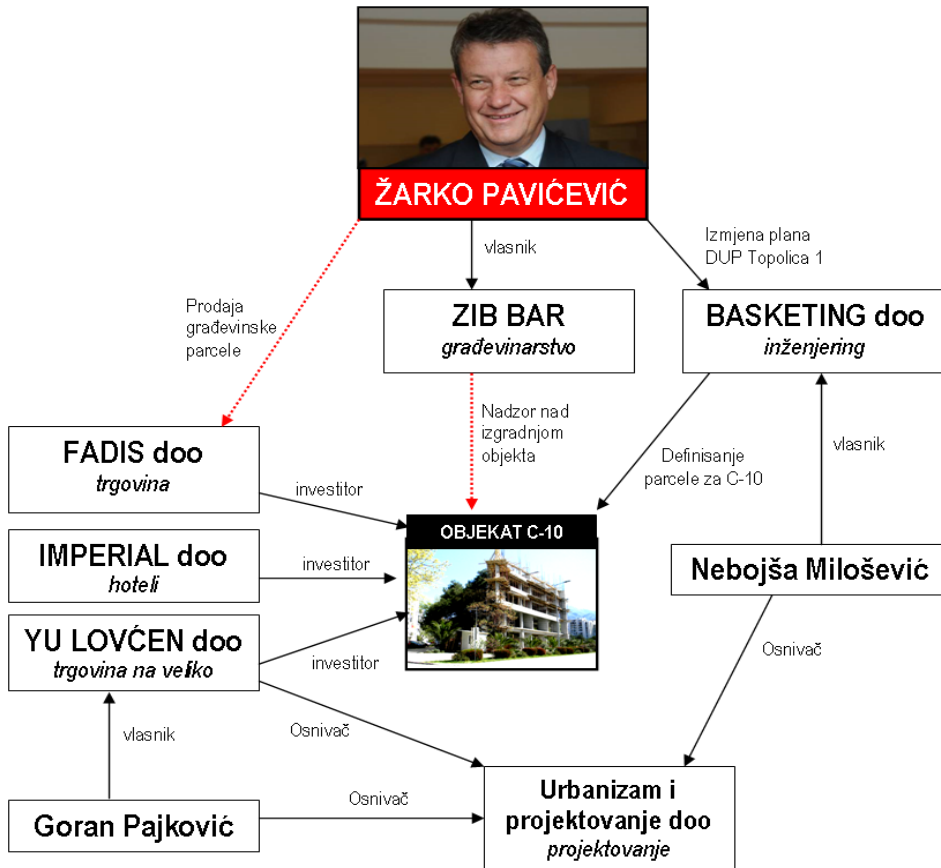 ŽARKO PAVIĆEVIĆ
vlasnik
Izmjena plana
DUP Topolica 1
Prodaja
građevinske
parcele
ZIB BAR
građevinarstvo
BASKETING doo
inženjering
Nadzor nad
izgradnjom
objekta
Definisanje
parcele za C-10
vlasnik
FADIS doo
trgovina
investitor
OBJEKAT C-10
IMPERIAL doo
hoteli
investitor
Nebojša Milošević
YU LOVĆEN doo
trgovina na veliko
investitor
Osnivač
Osnivač
vlasnik
Goran Pajković
Osnivač
Urbanizam i
projektovanje doo
projektovanje